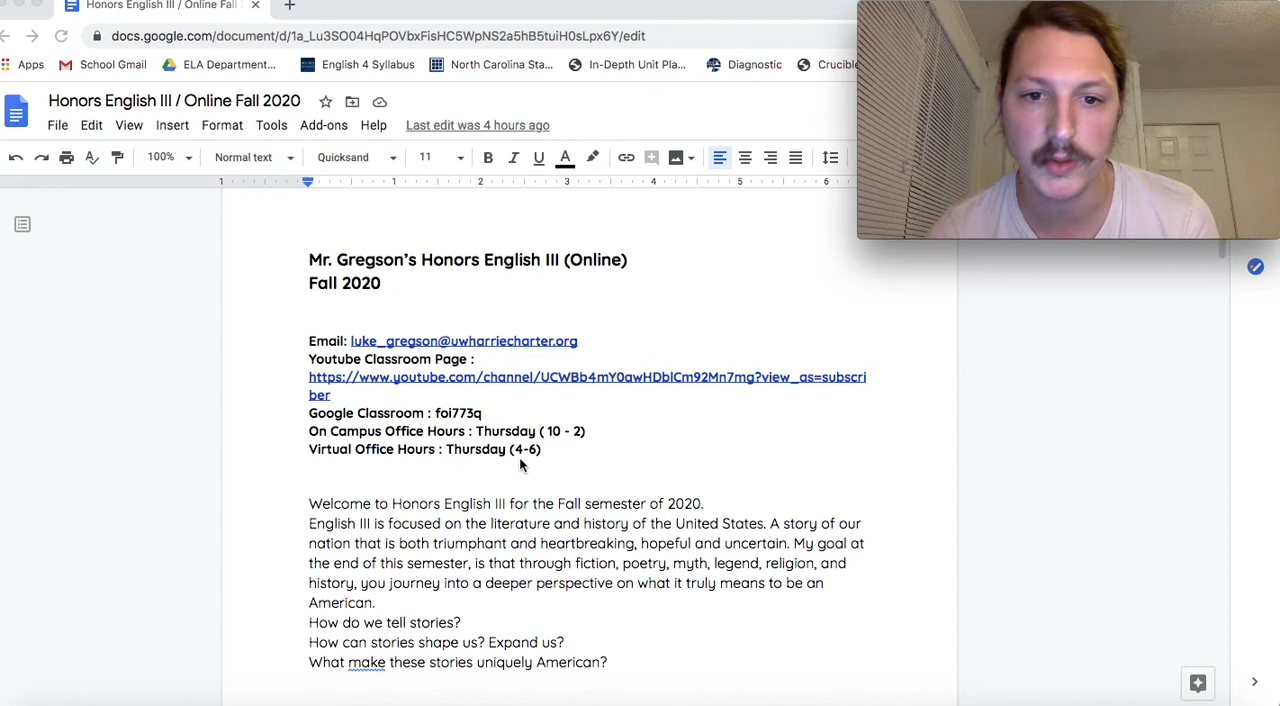 Honors English III / Online Fall
docs.google.com/document/d/1a_Lu3SO04HqPOVbxFisHC5WpNS2a5hB5tuiH0sLpx6Y/edit
Apps School Gmail ELA Department... English 4 Syllabus North Carolina Sta... In-Depth Unit Pla... Diagnostic Crucible
Honors English III / Online Fall 2020
File Edit View Insert Format Tools Add-ons Help Last edit was 4 hours ago
100% Normal text Quicksand 11 B I U A
1 1 2 3 4 5 6
Mr. Gregson's Honors English III (Online)
Fall 2020
Email: luke_gregson@uwharriecharter.org
Youtube Classroom Page :
https://www.youtube.com/channel/UCWBb4mY0awHDblCm92Mn7mg?view_as=subscri
ber
Google Classroom : foi773q
On Campus Office Hours : Thursday ( 10 - 2)
Virtual Office Hours : Thursday (4-6)
Welcome to Honors English III for the Fall semester of 2020.
English III is focused on the literature and history of the United States. A story of our
nation that is both triumphant and heartbreaking, hopeful and uncertain. My goal at
the end of this semester, is that through fiction, poetry, myth, legend, religion, and
history, you journey into a deeper perspective on what it truly means to be an
American.
How do we tell stories?
How can stories shape us? Expand us?
What make these stories uniquely American?